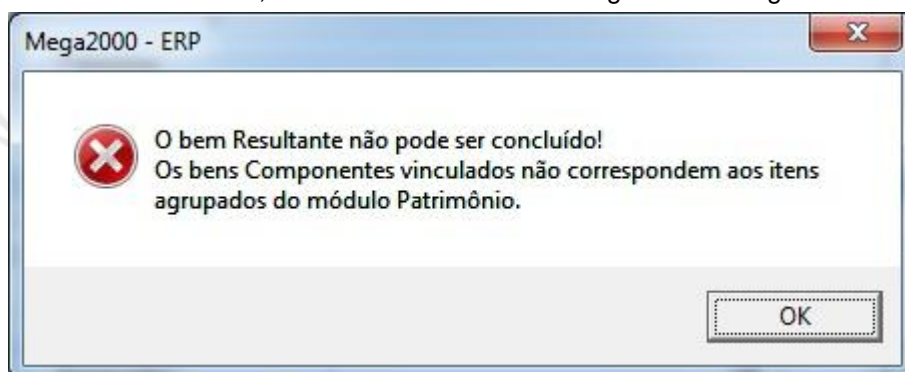 Mega2000 - ERP
O bem Resultante não pode ser concluído!
Os bens Componentes vinculados não correspondem aos itens
agrupados do módulo Patrimônio.
OK